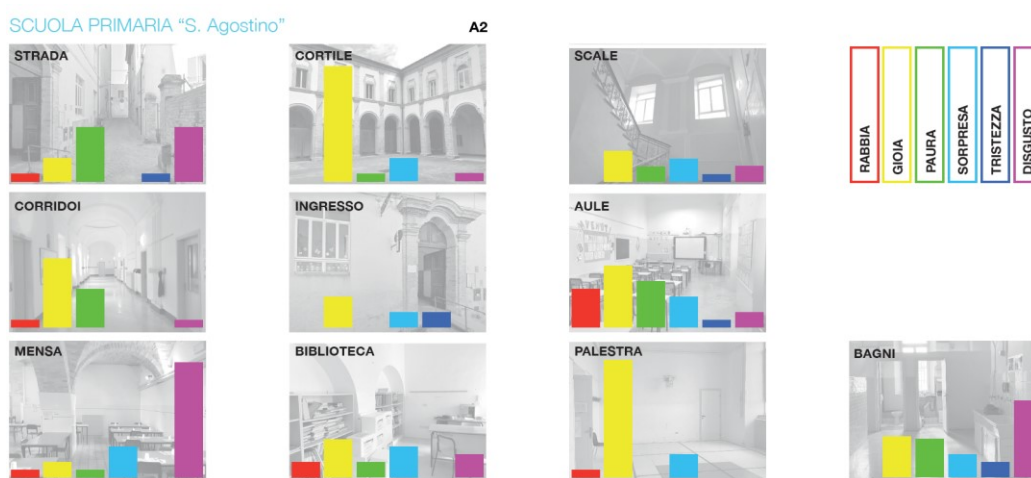 SCUOLA PRIMARIA “S. Agostino”
A2
STRADA
CORTILE
SCALE
RABBIA
GIOIA
PAURA
SORPRESA
TRISTEZZA
DISGUSTO
CORRIDOI
INGRESSO
AULE
MENSA
BIBLIOTECA
PALESTRA
BAGNI